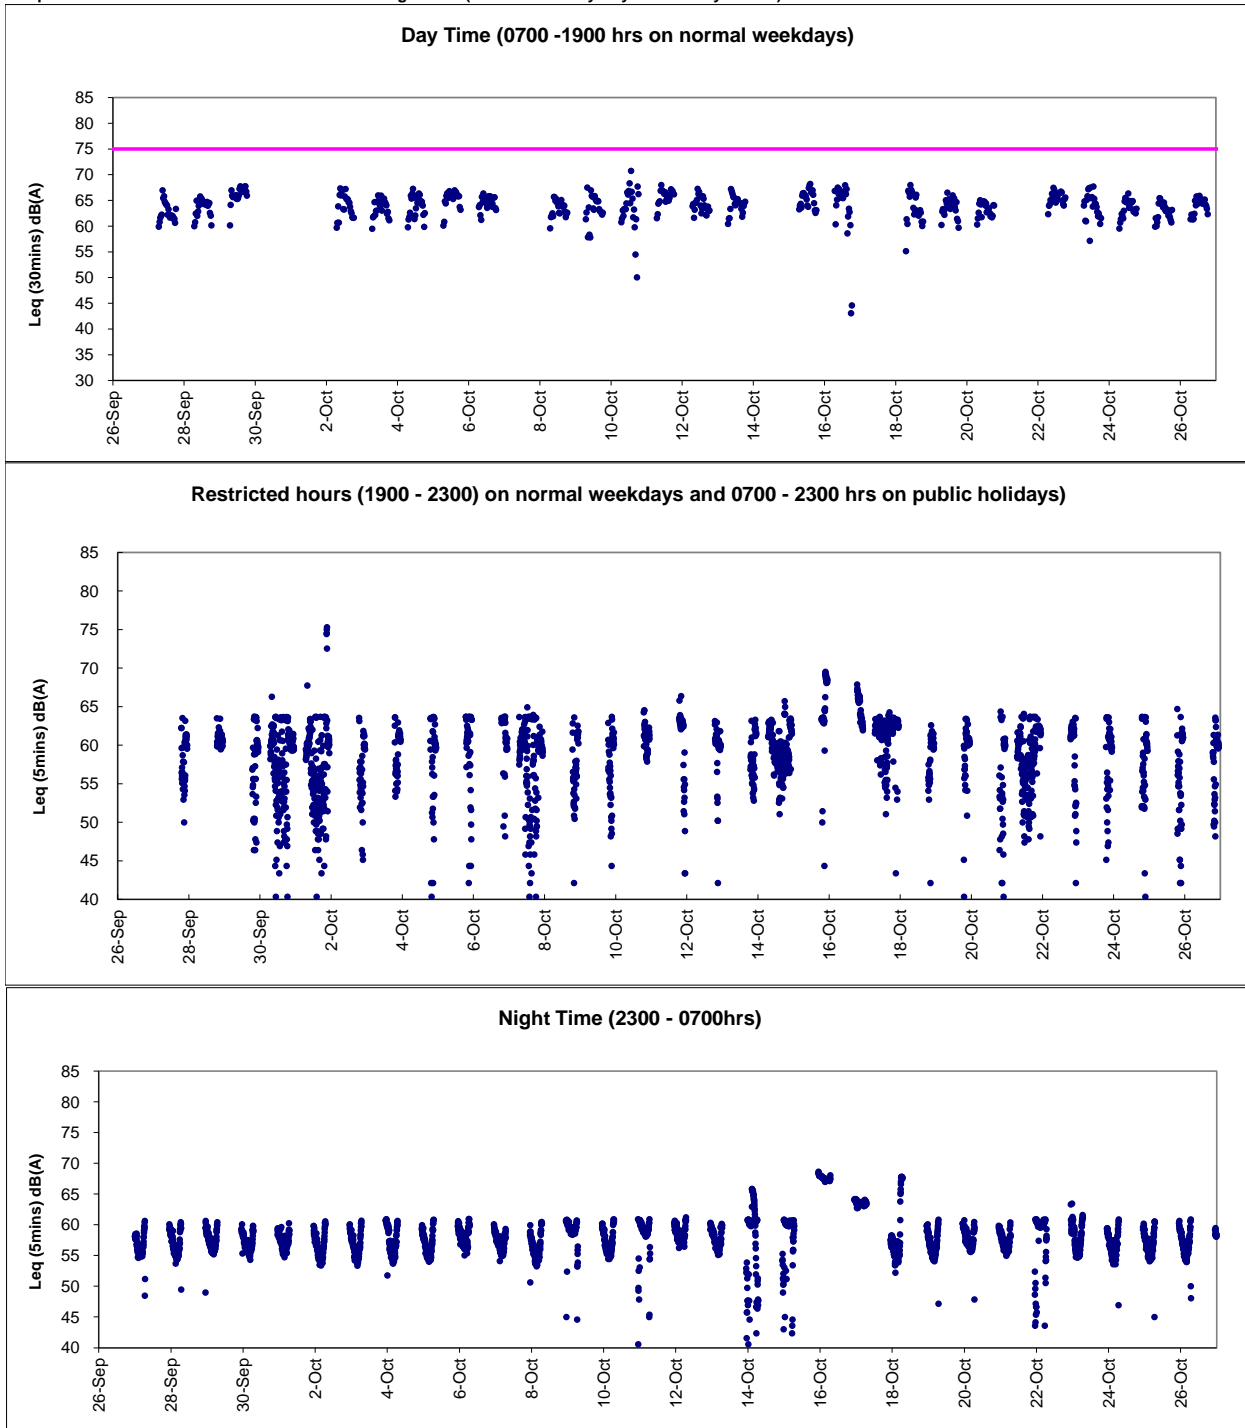 Day Time (0700 -1900 hrs on normal weekdays)
Leq (30mins) dB(A)
85
80
75
70
65
60
55
50
45
40
35
30
26-Sep
28-Sep
30-Sep
2-Oct
4-Oct
6-Oct
8-Oct
10-Oct
12-Oct
14-Oct
16-Oct
18-Oct
20-Oct
22-Oct
24-Oct
26-Oct
Restricted hours (1900 - 2300) on normal weekdays and 0700 - 2300 hrs on public holidays)
Leq (5mins) dB(A)
85
80
75
70
65
60
55
50
45
40
26-Sep
28-Sep
30-Sep
2-Oct
4-Oct
6-Oct
8-Oct
10-Oct
12-Oct
14-Oct
16-Oct
18-Oct
20-Oct
22-Oct
24-Oct
26-Oct
Night Time (2300 - 0700hrs)
Leq (5mins) dB(A)
85
80
75
70
65
60
55
50
45
40
26-Sep
28-Sep
30-Sep
2-Oct
4-Oct
6-Oct
8-Oct
10-Oct
12-Oct
14-Oct
16-Oct
18-Oct
20-Oct
22-Oct
24-Oct
26-Oct